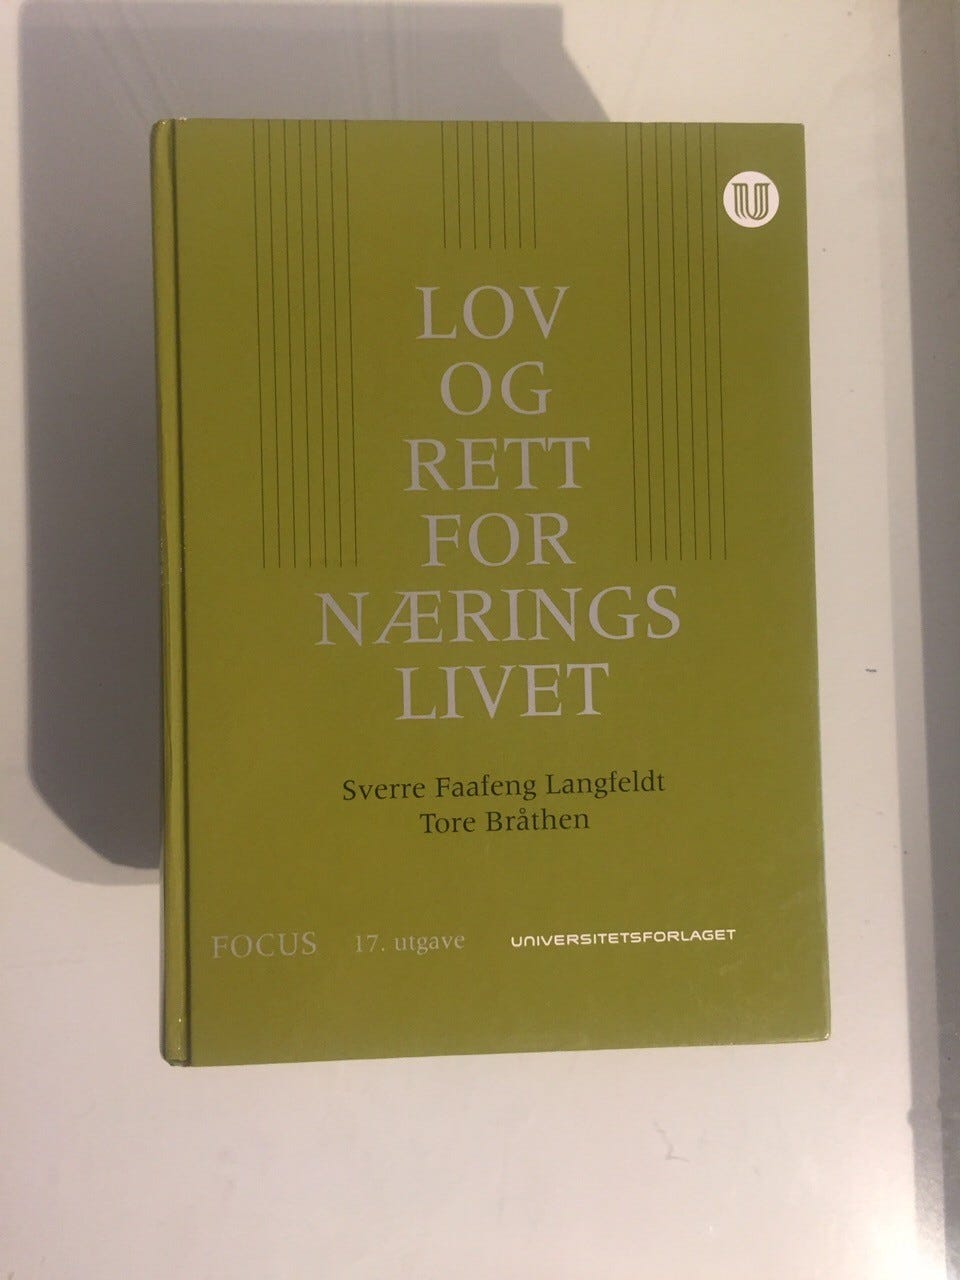 U
LOV
OG
RETT
FOR
NÆRINGS
LIVET
Sverre Faafeng Langfeldt
Tore Bråthen
FOCUS 17. utgave UNIVERSITETSFORLAGET